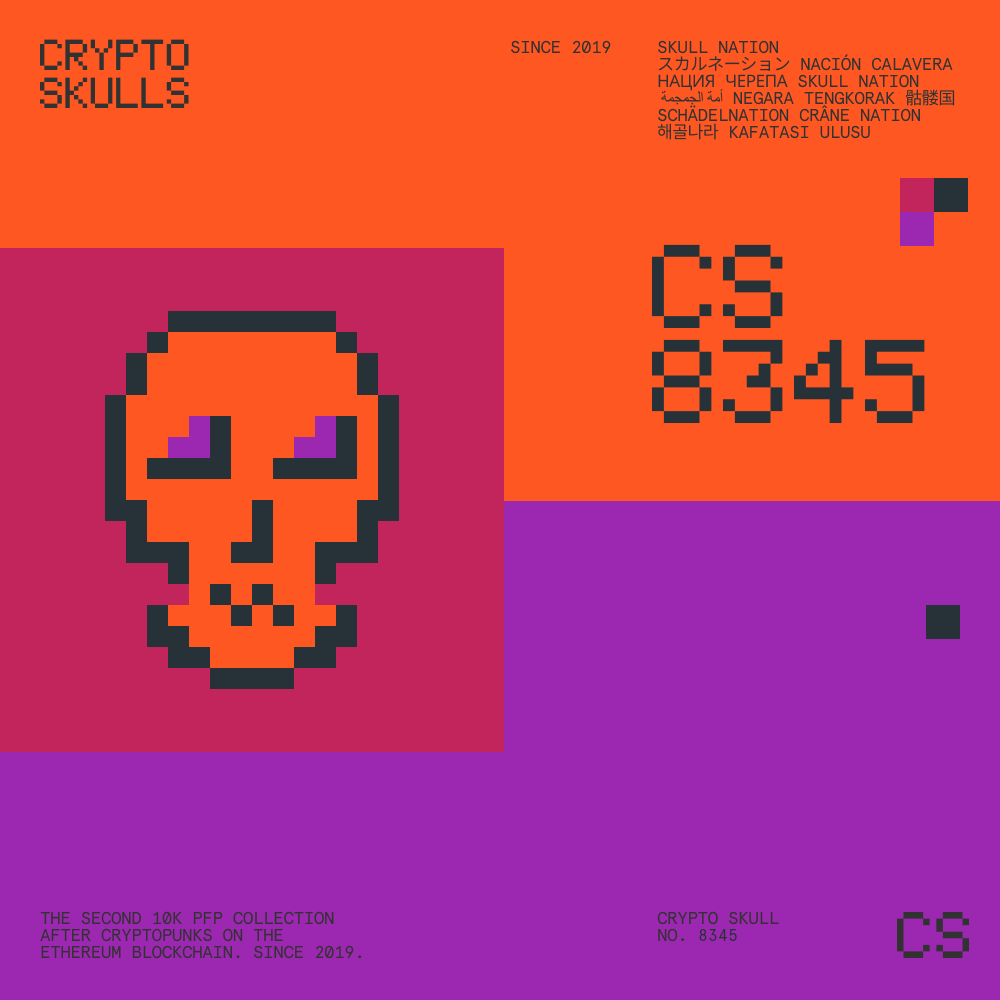 CRYPTO
SKULLS
SINCE 2019
SKULL NATION
スカルネーション NACIÓN CALAVERA
НАЦИЯ ЧЕРЕПА SKULL NATION
أمة الجمجمة NEGARA TENGKORAK 骷髅国
SCHÄDELNATION CRÂNE NATION
해골나라 KAFATASI ULUSU
CS
8345
THE SECOND 10K PFP COLLECTION
AFTER CRYPTOPUNKS ON THE
ETHEREUM BLOCKCHAIN. SINCE 2019.
CRYPTO SKULL
NO. 8345
CS